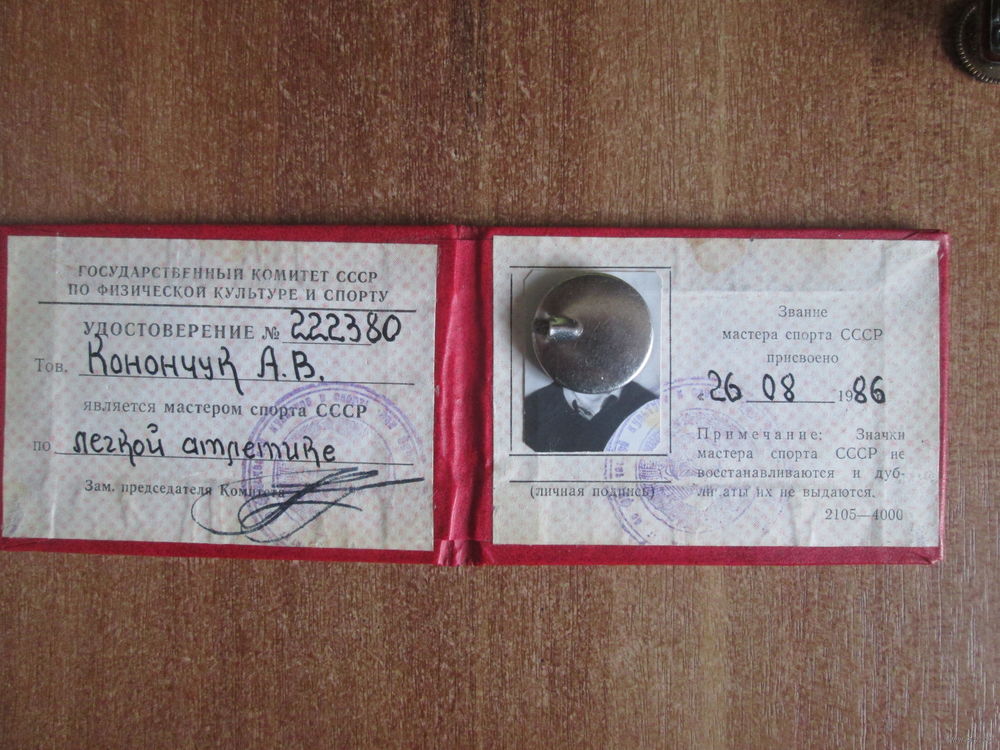 ГОСУДАРСТВЕННЫЙ КОМИТЕТ СССР
ПО ФИЗИЧЕСКОЙ КУЛЬТУРЕ И СПОРТУ
УДОСТОВЕРЕНИЕ № 222380
Тов. Конончук А.В.
является мастером спорта СССР
по легкой атлетике
Зам. председателя Комитета
(личная подпись)
Звание
мастера спорта СССР
присвоено
26 08 1986
Примечание: Значки
мастера спорта СССР не
восстанавливаются и дуб-
ликаты их не выдаются.
2105—4000